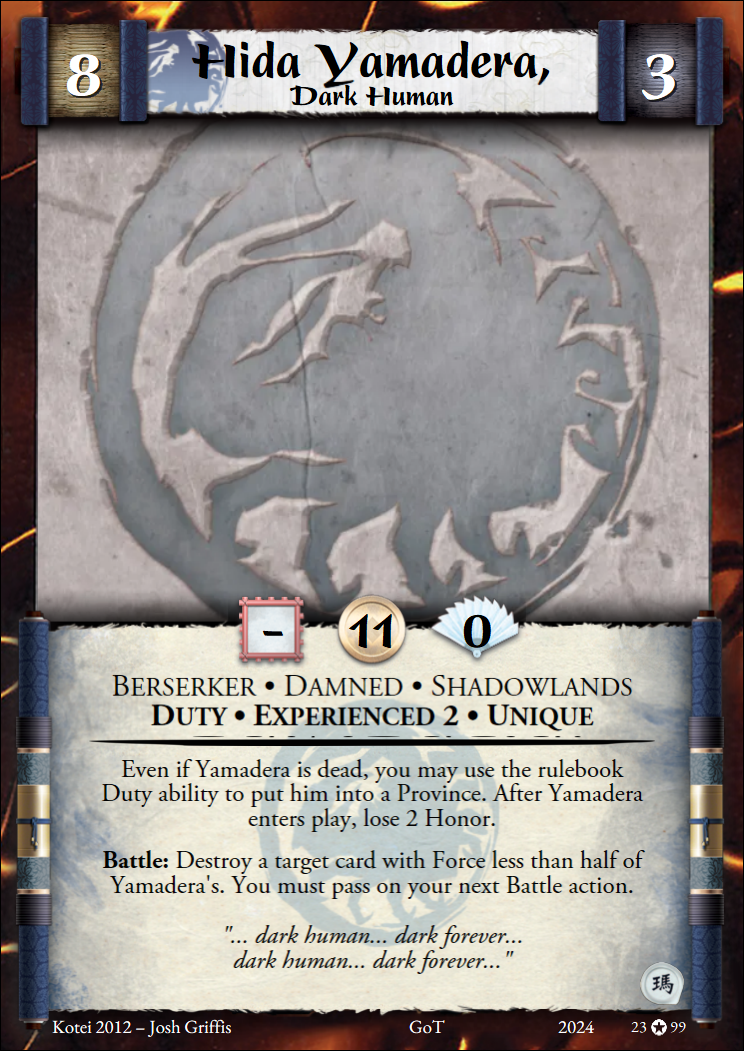 8
Hida Yamadera,
Dark Human
3
-
11
0
Berserker • Damned • Shadowlands
Duty • Experienced 2 • Unique
Even if Yamadera is dead, you may use the rulebook
Duty ability to put him into a Province. After Yamadera
enters play, lose 2 Honor.
Battle: Destroy a target card with Force less than half of
Yamadera's. You must pass on your next Battle action.
"... dark human... dark forever...
dark human... dark forever..."
瑪
Kotei 2012 – Josh Griffis GoT 2024 23 ✪ 99